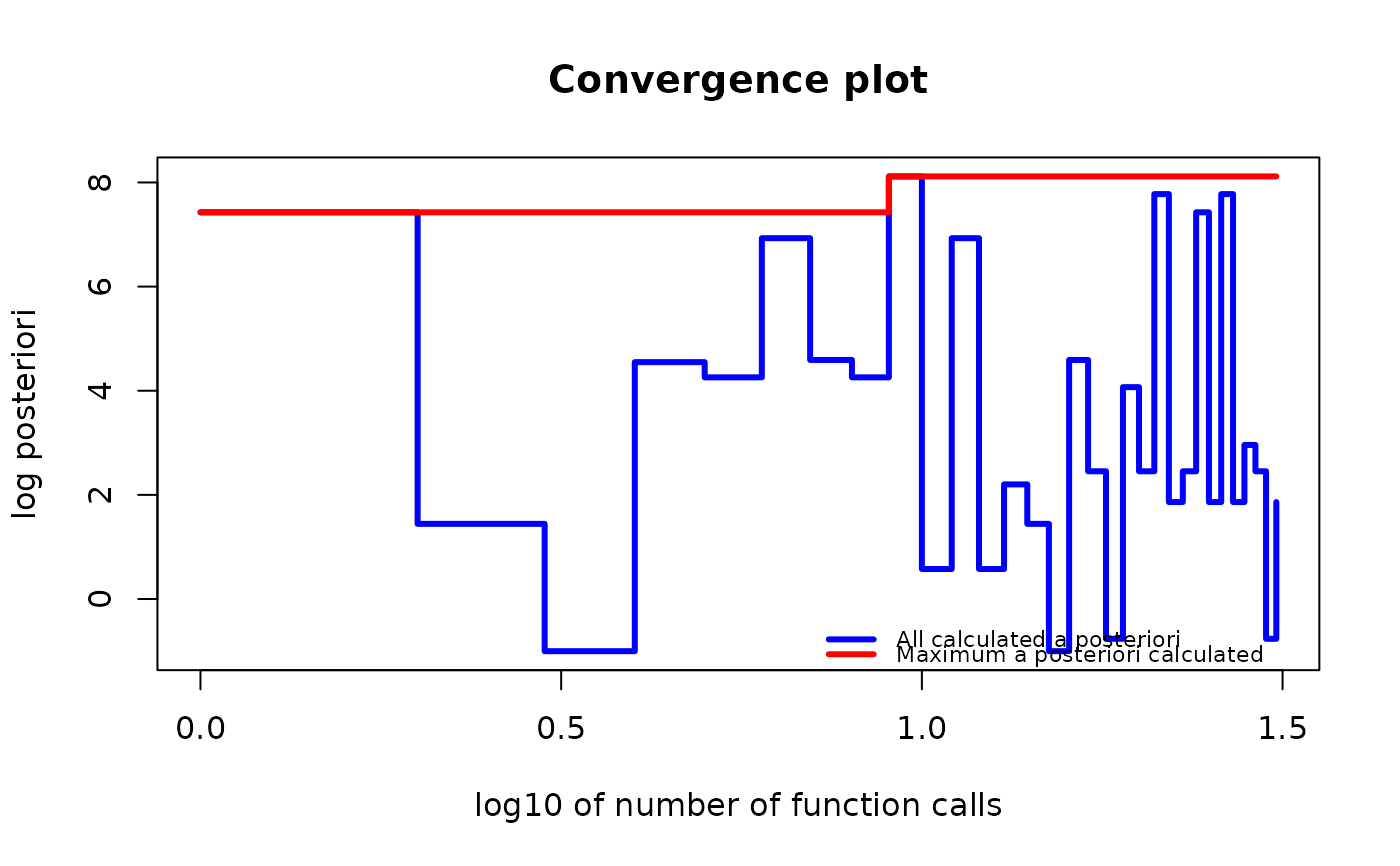 Convergence plot
log posteriori
8
6
4
2
0
All calculated a posteriori
Maximum a posteriori calculated
0.0 0.5 1.0 1.5
log10 of number of function calls